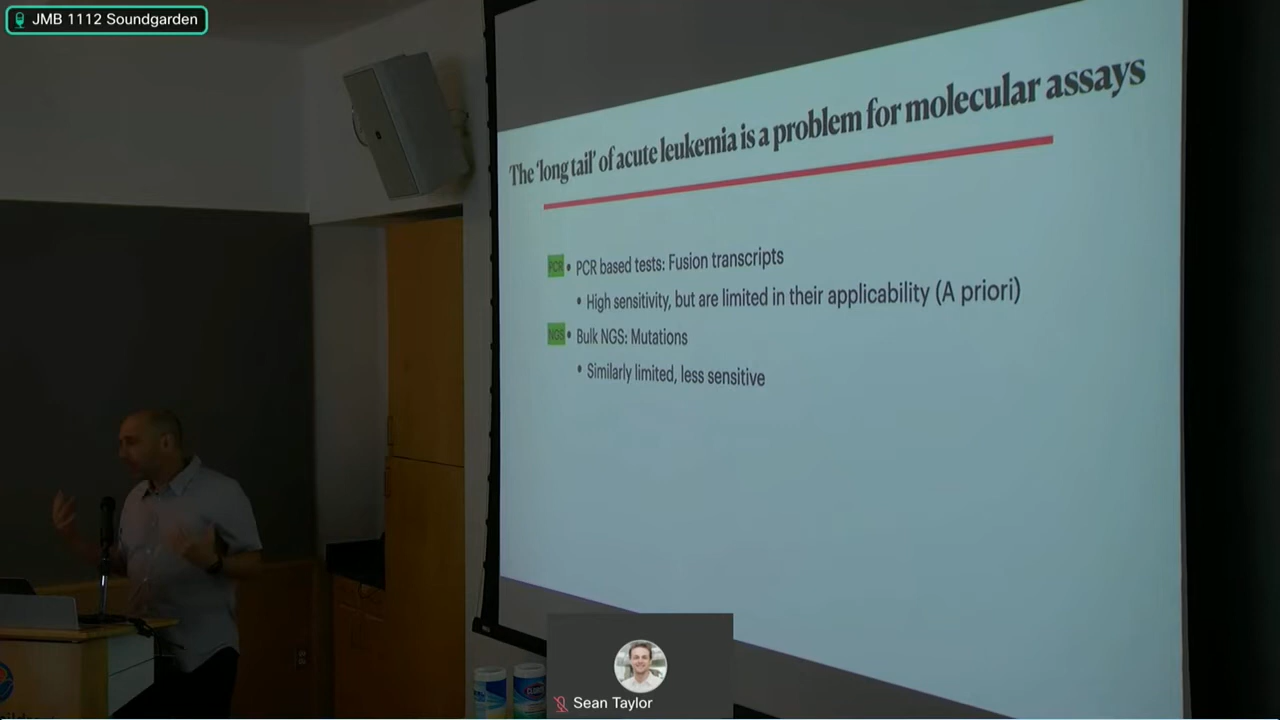 JMB 1112 Soundgarden
The 'long tail' of acute leukemia is a problem for molecular assays
PCR • PCR based tests: Fusion transcripts
• High sensitivity, but are limited in their applicability (A priori)
NGS • Bulk NGS: Mutations
• Similarly limited, less sensitive
Sean Taylor